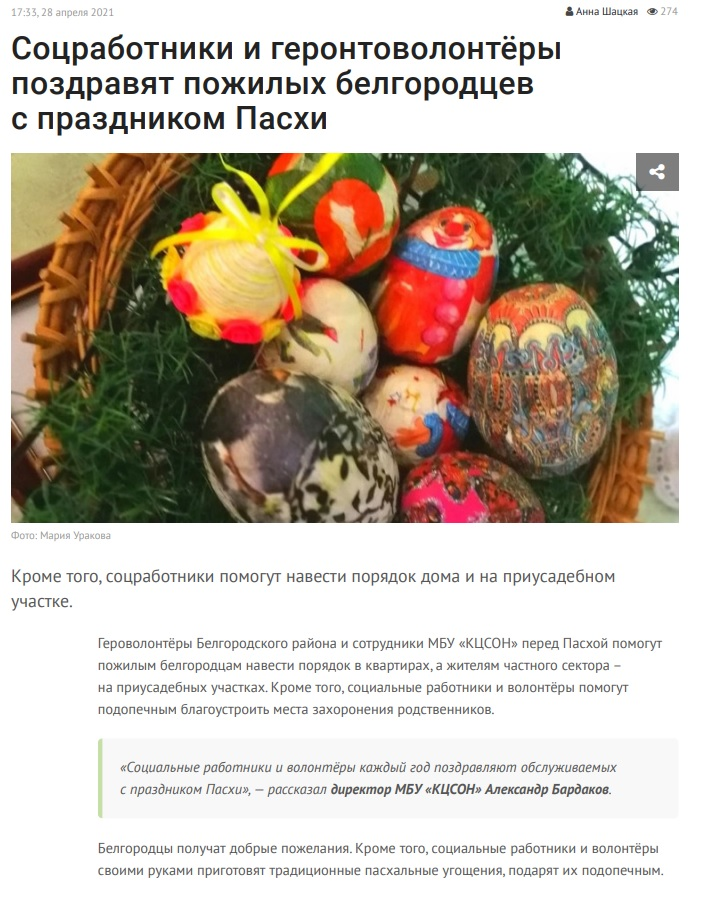 17:33, 28 апреля 2021
Анна Шацкая 274
Соцработники и геронтоволонтёры
поздравят пожилых белгородцев
с праздником Пасхи
Фото: Мария Уракова
Кроме того, соцработники помогут навести порядок дома и на приусадебном
участке.
Героволонтёры Белгородского района и сотрудники МБУ «КЦСОН» перед Пасхой помогут
пожилым белгородцам навести порядок в квартирах, а жителям частного сектора –
на приусадебных участках. Кроме того, социальные работники и волонтёры помогут
подопечным благоустроить места захоронения родственников.
«Социальные работники и волонтёры каждый год поздравляют обслуживаемых
с праздником Пасхи», — рассказал директор МБУ «КЦСОН» Александр Бардаков.
Белгородцы получат добрые пожелания. Кроме того, социальные работники и волонтёры
своими руками приготовят традиционные пасхальные угощения, подарят их подопечным.